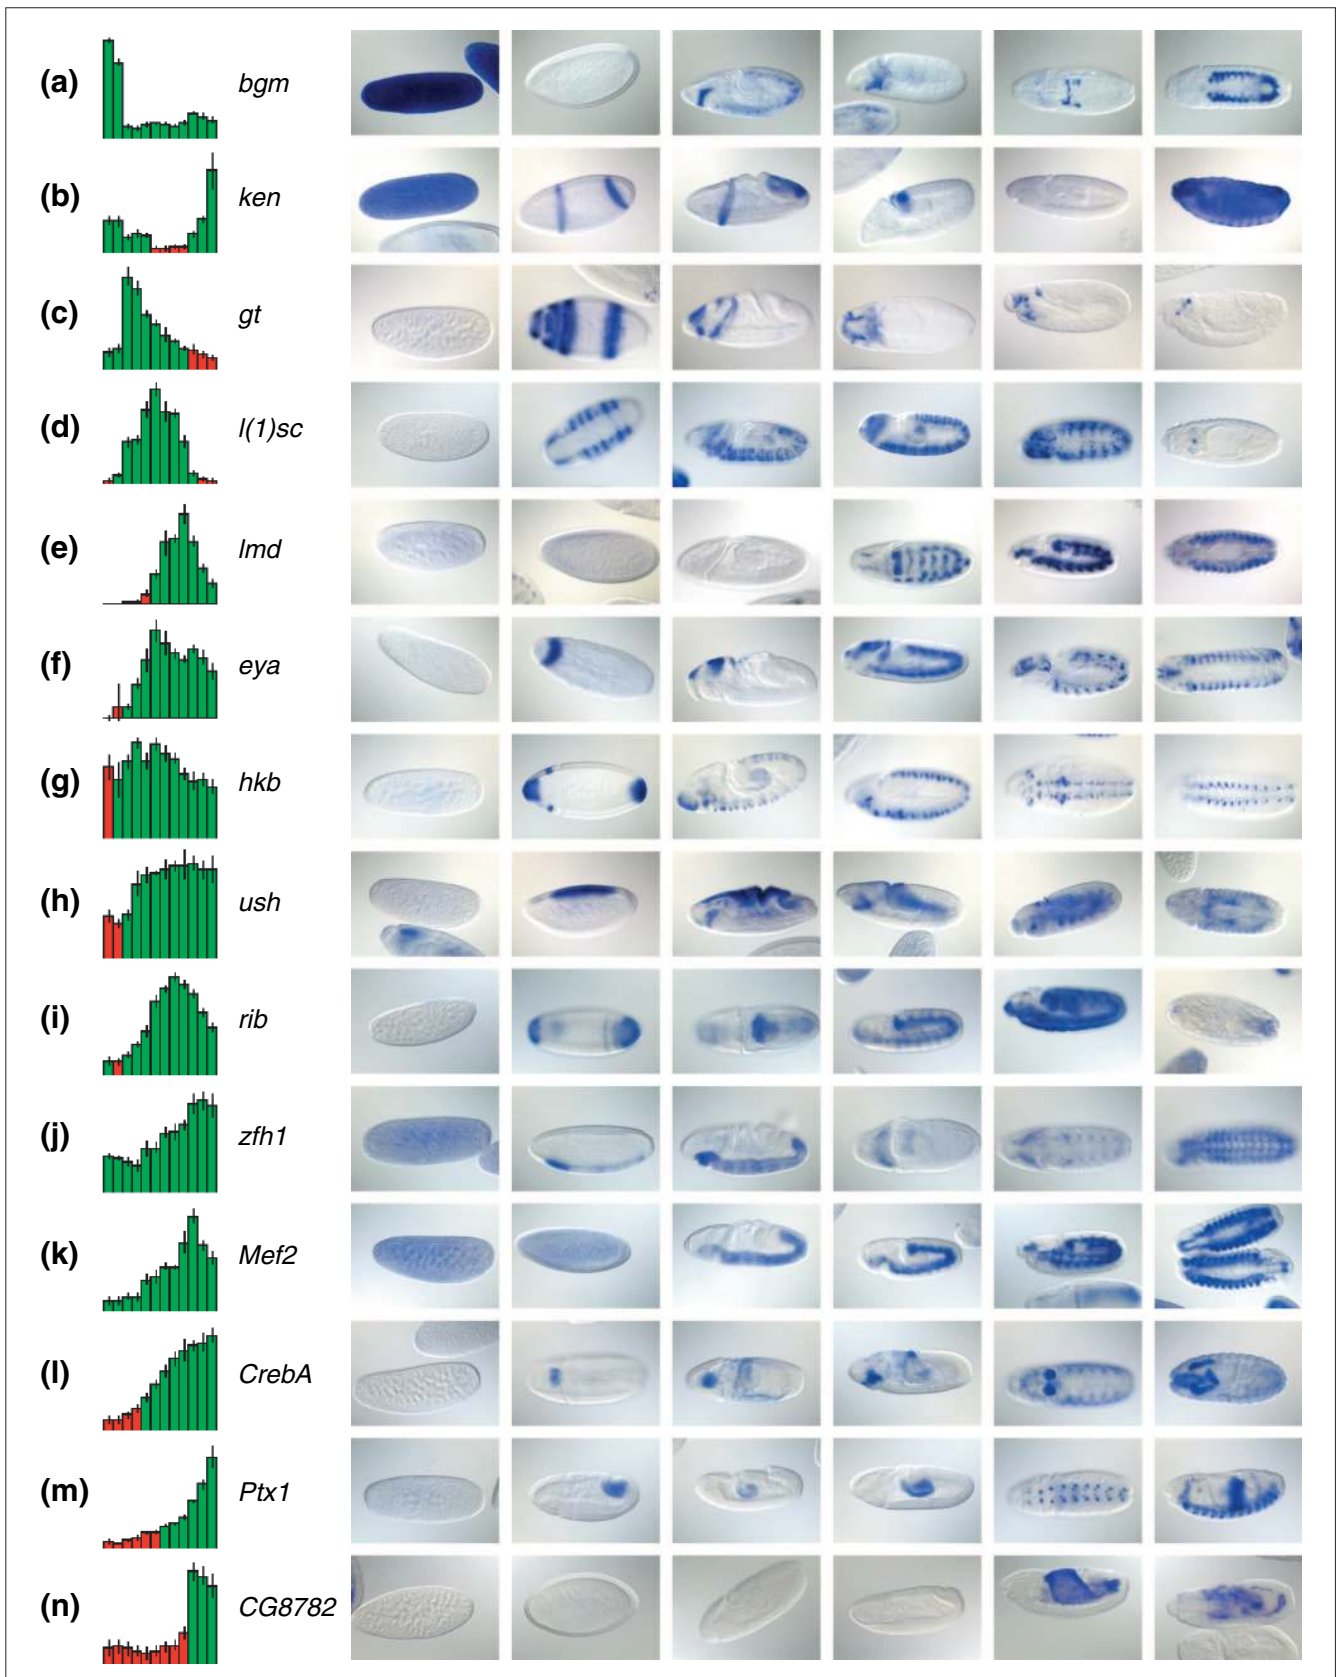 (a) bgm
(b) ken
(c) gt
(d) l(1)sc
(e) lmd
(f) eya
(g) hkb
(h) ush
(i) rib
(j) zfh1
(k) Mef2
(l) CrebA
(m) Ptx1
(n) CG8782